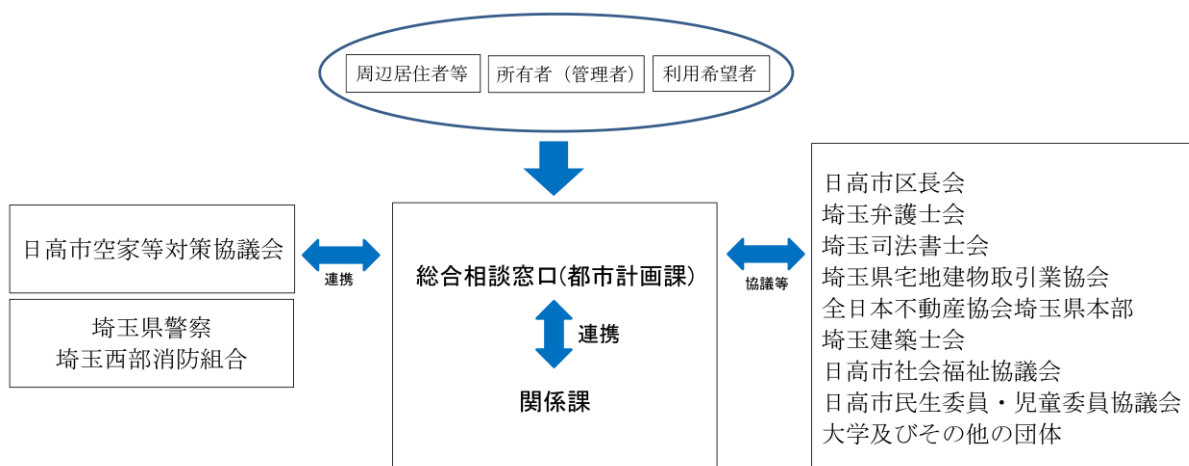 周辺居住者等
所有者（管理者）
利用希望者
日高市空家等対策協議会
連携
埼玉県警察
埼玉西部消防組合
総合相談窓口(都市計画課)
連携
関係課
協議等
日高市区長会
埼玉弁護士会
埼玉司法書士会
埼玉県宅地建物取引業協会
全日本不動産協会埼玉県本部
埼玉建築士会
日高市社会福祉協議会
日高市民生委員・児童委員協議会
大学及びその他の団体